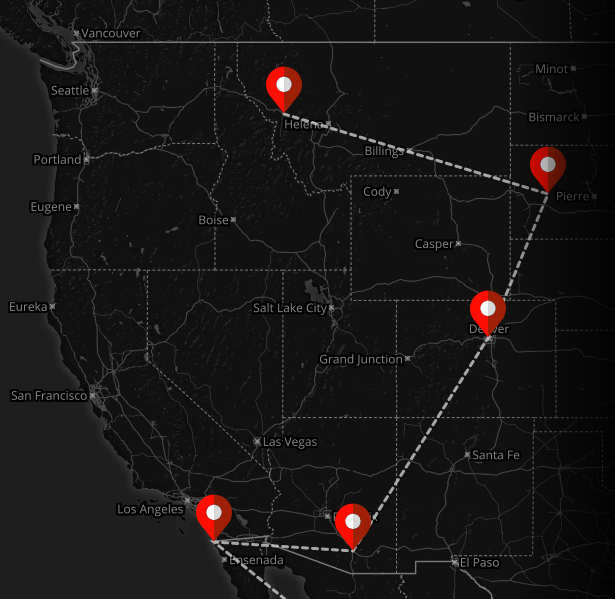 Vancouver
Minot
Seattle
Helena
Bismarck
Billings
Portland
Cody
Pierre
Eugene
Boise
Casper
Eureka
Salt Lake City
Denver
Grand Junction
San Francisco
Las Vegas
Santa Fe
Los Angeles
Ensenada
El Paso